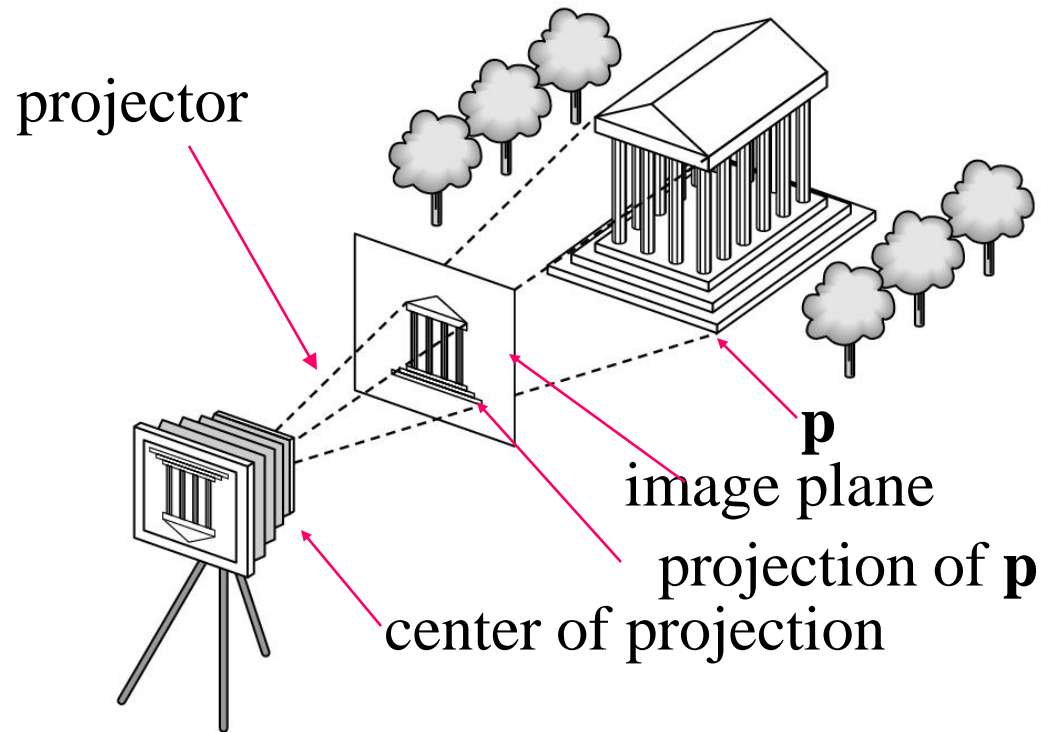 projector
p
image plane
projection of p
center of projection